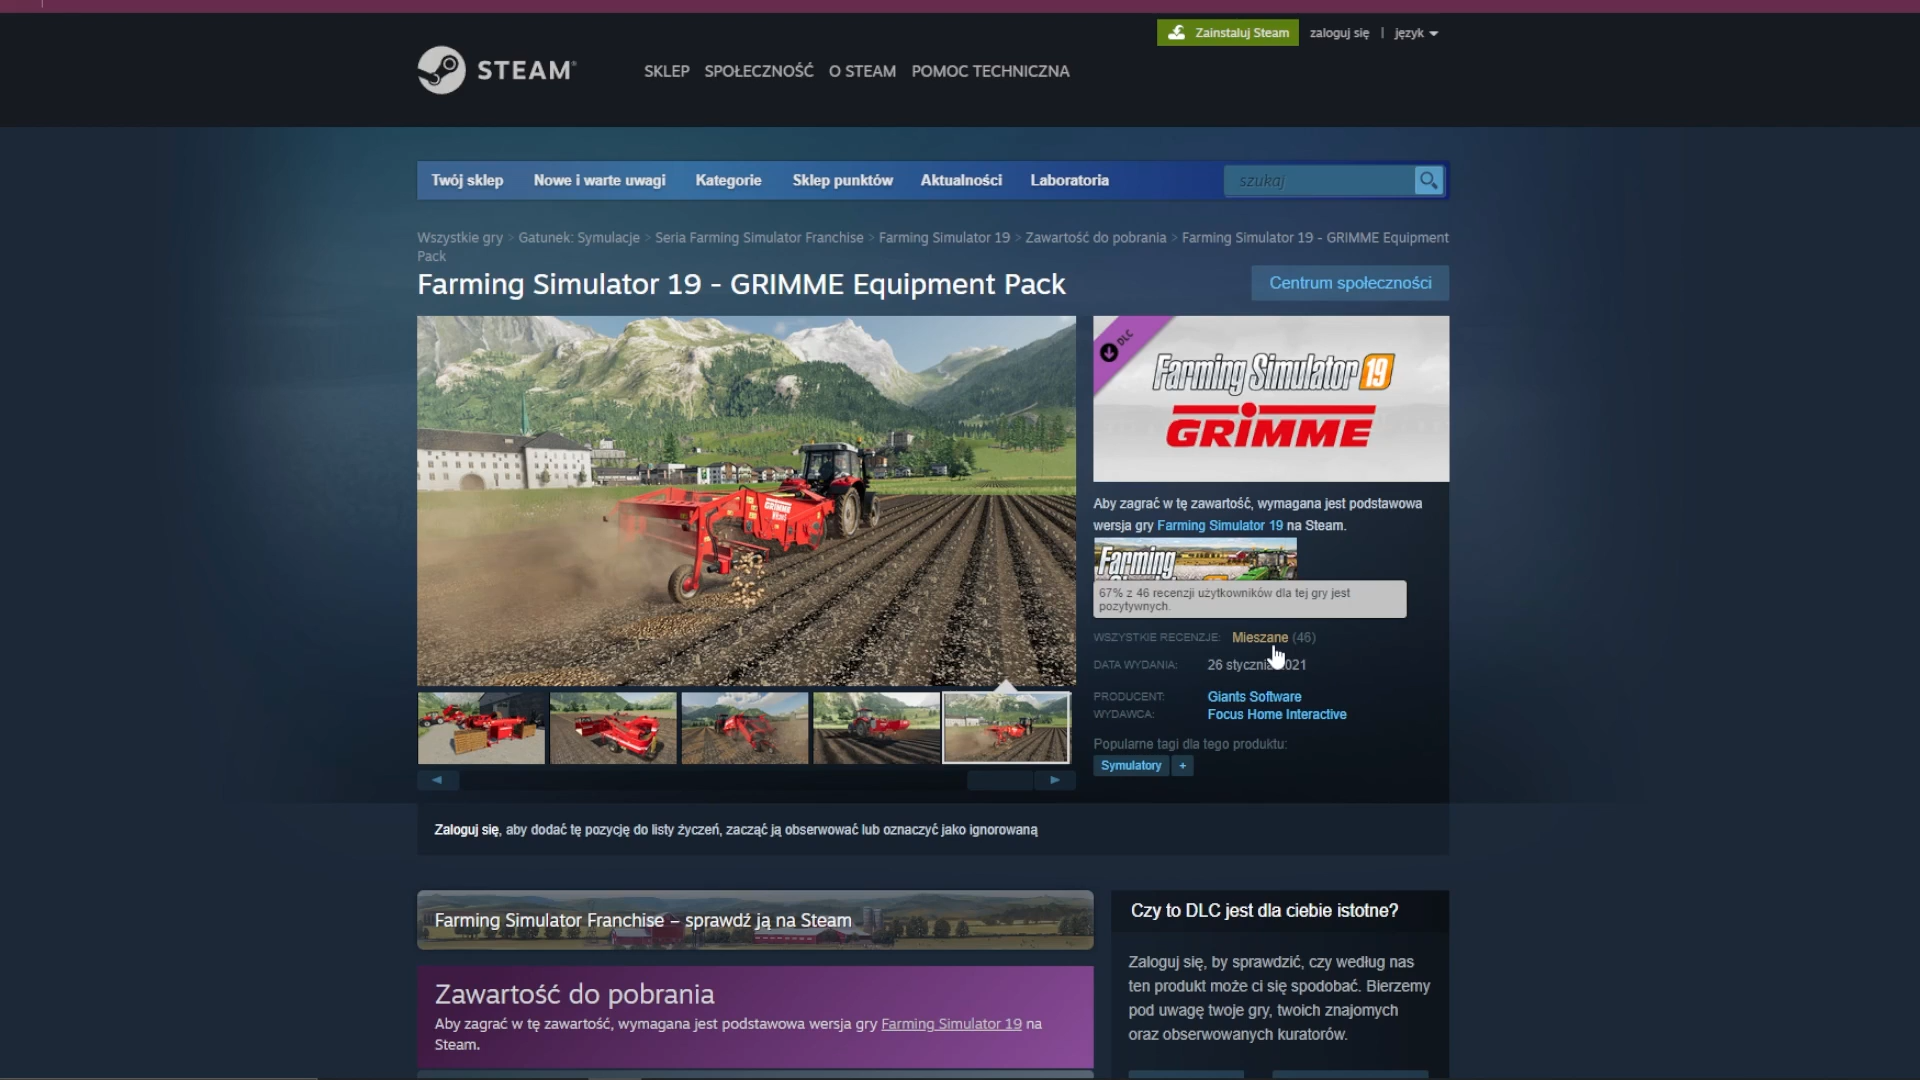 Zainstaluj Steam
zaloguj się | język
STEAM
SKLEP SPOŁECZNOŚĆ O STEAM POMOC TECHNICZNA
Twój sklep Nowe i warte uwagi Kategorie Sklep punktów Aktualności Laboratoria
szukaj
Wszystkie gry > Gatunek: Symulacje > Seria Farming Simulator Franchise > Farming Simulator 19 > Zawartość do pobrania > Farming Simulator 19 - GRIMME Equipment
Pack
Farming Simulator 19 - GRIMME Equipment Pack
Centrum społeczności
DLC
Farming Simulator 19
GRIMME
GRIMME
Aby zagrać w tę zawartość, wymagana jest podstawowa
wersja gry Farming Simulator 19 na Steam.
Farming
67% z 46 recenzji użytkowników dla tej gry jest
pozytywnych.
WSZYSTKIE RECENZJE: Mieszane (46)
DATA WYDANIA: 26 stycznia 2021
PRODUCENT: Giants Software
WYDAWCA: Focus Home Interactive
Popularne tagi dla tego produktu:
Symulatory +
Zaloguj się, aby dodać tę pozycję do listy życzeń, zacząć ją obserwować lub oznaczyć jako ignorowaną
Farming Simulator Franchise – sprawdź ją na Steam
Zawartość do pobrania
Aby zagrać w tę zawartość, wymagana jest podstawowa wersja gry Farming Simulator 19 na
Steam.
Czy to DLC jest dla ciebie istotne?
Zaloguj się, by sprawdzić, czy według nas
ten produkt może ci się spodobać. Bierzemy
pod uwagę twoje gry, twoich znajomych
oraz obserwowanych kuratorów.